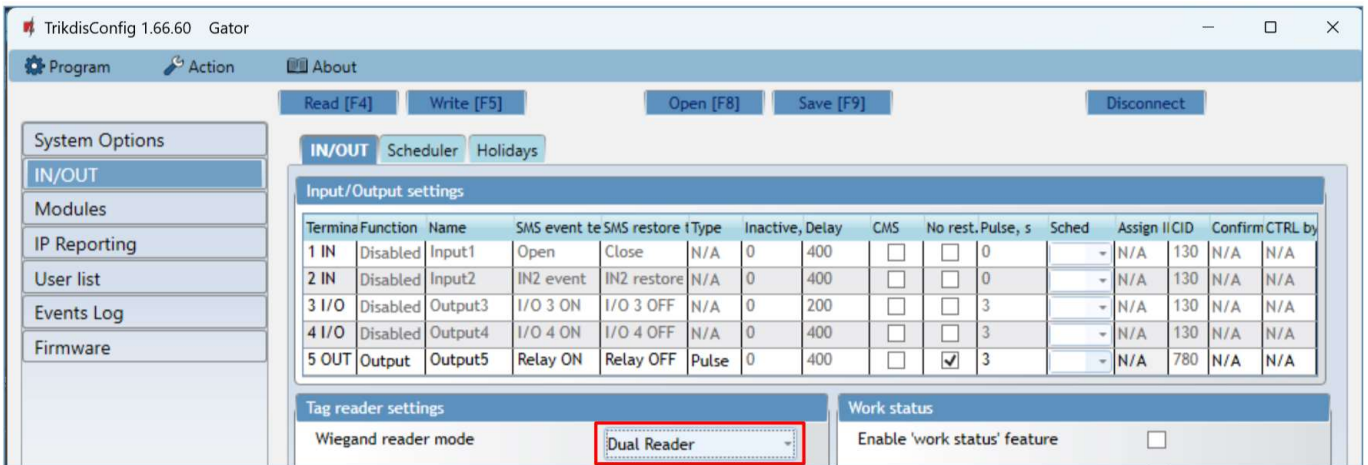 TrikdisConfig 1.66.60 Gator
Program Action About
Read [F4] Write [F5] Open [F8] Save [F9] Disconnect
System Options
IN/OUT
Modules
IP Reporting
User list
Events Log
Firmware
IN/OUT Scheduler Holidays
Input/Output settings
Termina Function Name SMS event te SMS restore t Type Inactive, Delay CMS No rest. Pulse, s Sched Assign I CID Confirm CTRL by
1 IN Disabled Input1 Open Close N/A 0 400 0 N/A 130 N/A N/A
2 IN Disabled Input2 IN2 event IN2 restore N/A 0 400 0 N/A 130 N/A N/A
3 I/O Disabled Output3 I/O 3 ON I/O 3 OFF N/A 0 200 3 N/A 130 N/A N/A
4 I/O Disabled Output4 I/O 4 ON I/O 4 OFF N/A 0 400 3 N/A 130 N/A N/A
5 OUT Output Output5 Relay ON Relay OFF Pulse 0 400 3 N/A 780 N/A N/A
Tag reader settings
Wiegand reader mode Dual Reader
Work status
Enable 'work status' feature